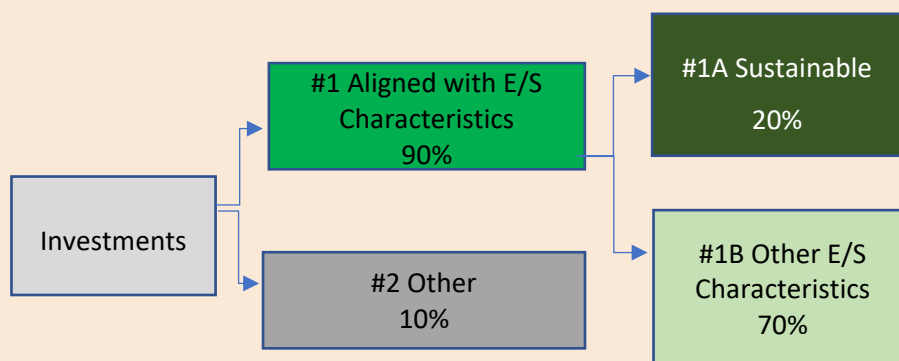 Investments
#1 Aligned with E/S
Characteristics
90%
#2 Other
10%
#1A Sustainable
20%
#1B Other E/S
Characteristics
70%